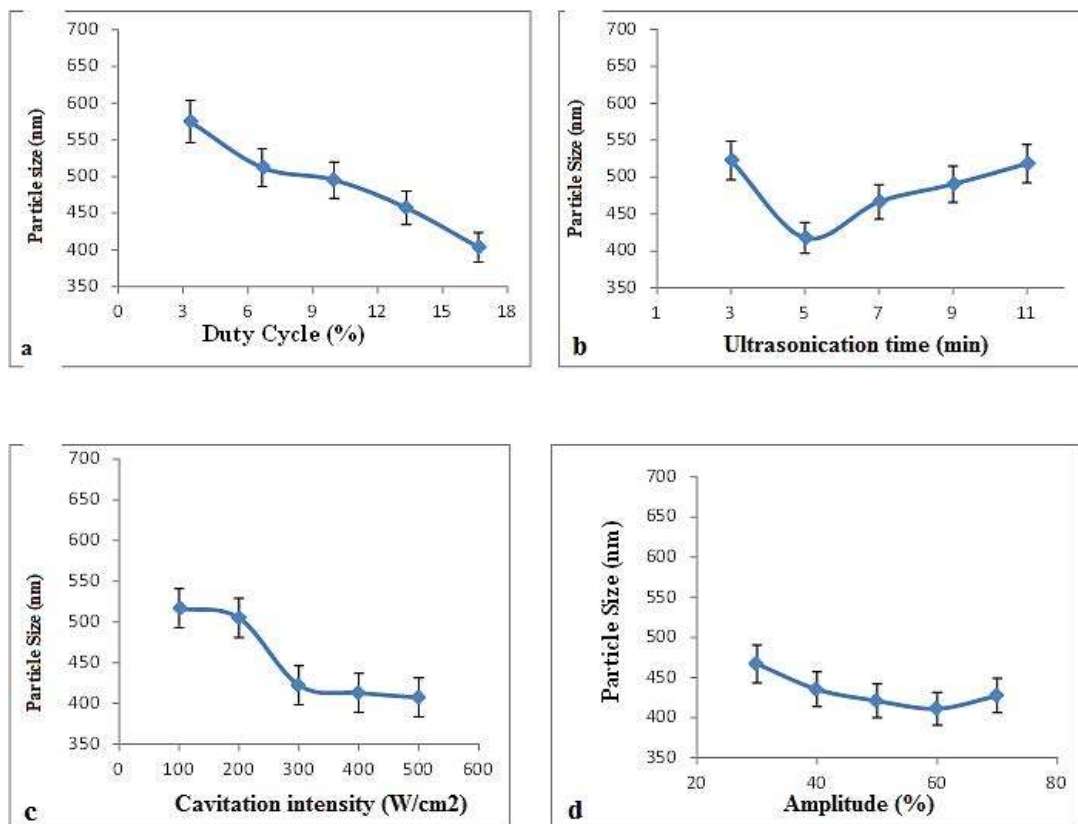 700
650
600
550
500
450
400
350
Particle size (nm)
0 3 6 9 12 15 18
Duty Cycle (%)
a
700
650
600
550
500
450
400
350
Particle Size (nm)
1 3 5 7 9 11
Ultrasonication time (min)
b
700
650
600
550
500
450
400
350
Particle Size (nm)
0 100 200 300 400 500 600
Cavitation intensity (W/cm2)
c
700
650
600
550
500
450
400
350
Particle Size (nm)
20 40 60 80
Amplitude (%)
d